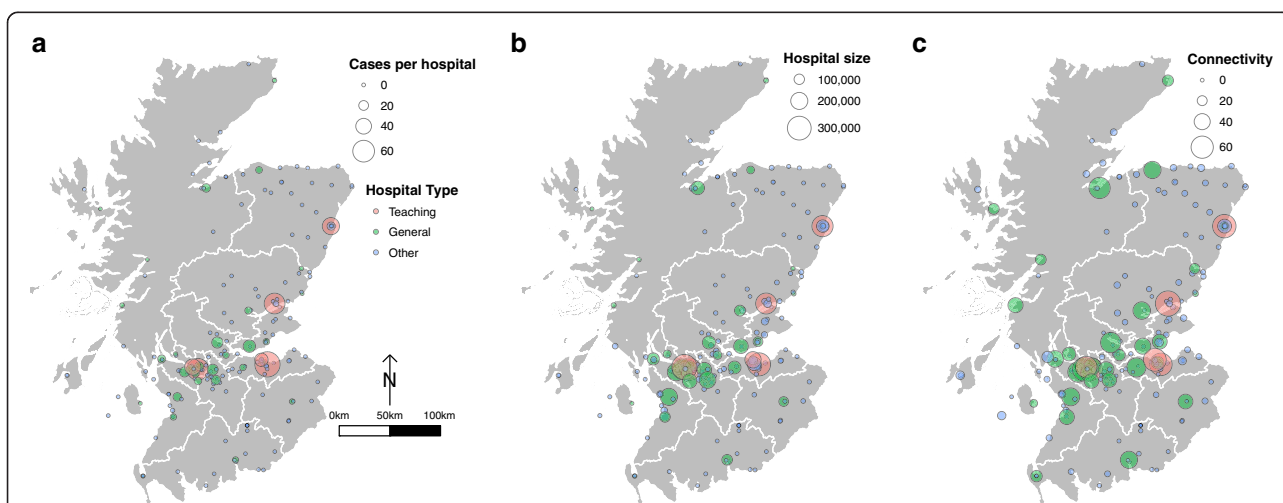 a
Cases per hospital
0
20
40
60
Hospital Type
Teaching
General
Other
N
0km 50km 100km
b
Hospital size
100,000
200,000
300,000
c
Connectivity
0
20
40
60